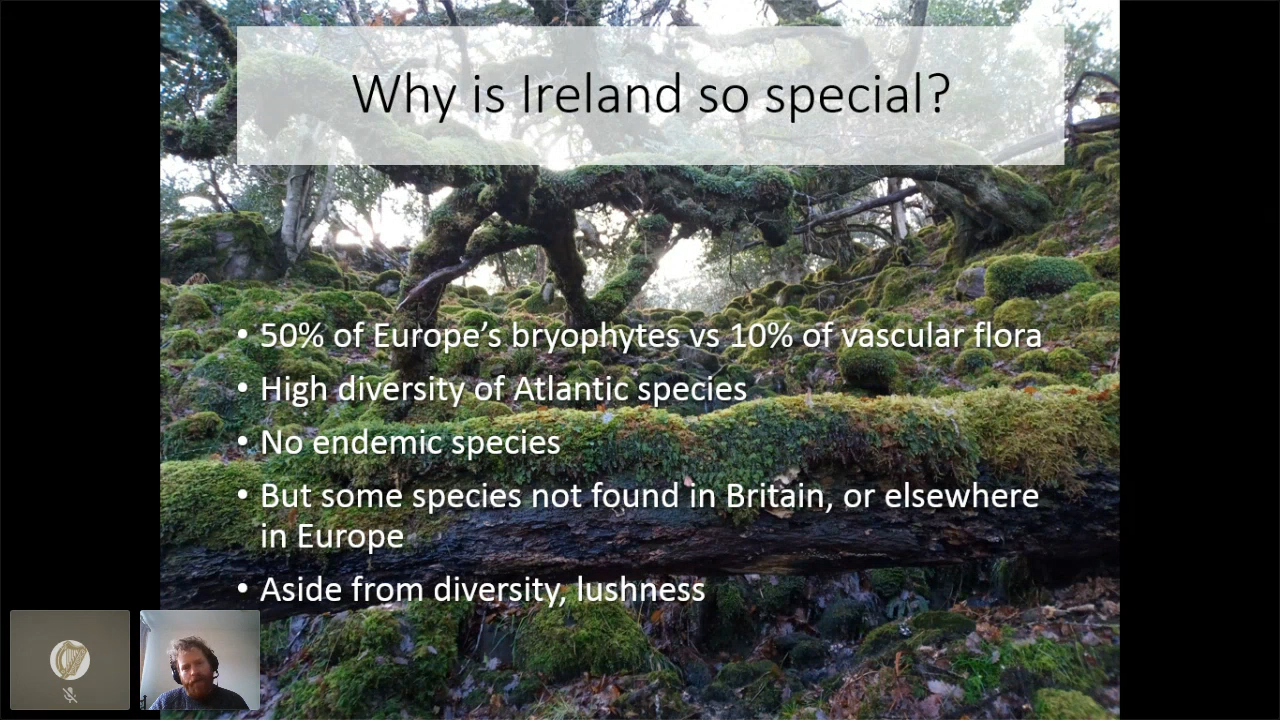 Why is Ireland so special?
• 50% of Europe’s bryophytes vs 10% of vascular flora
• High diversity of Atlantic species
• No endemic species
• But some species not found in Britain, or elsewhere
in Europe
• Aside from diversity, lushness